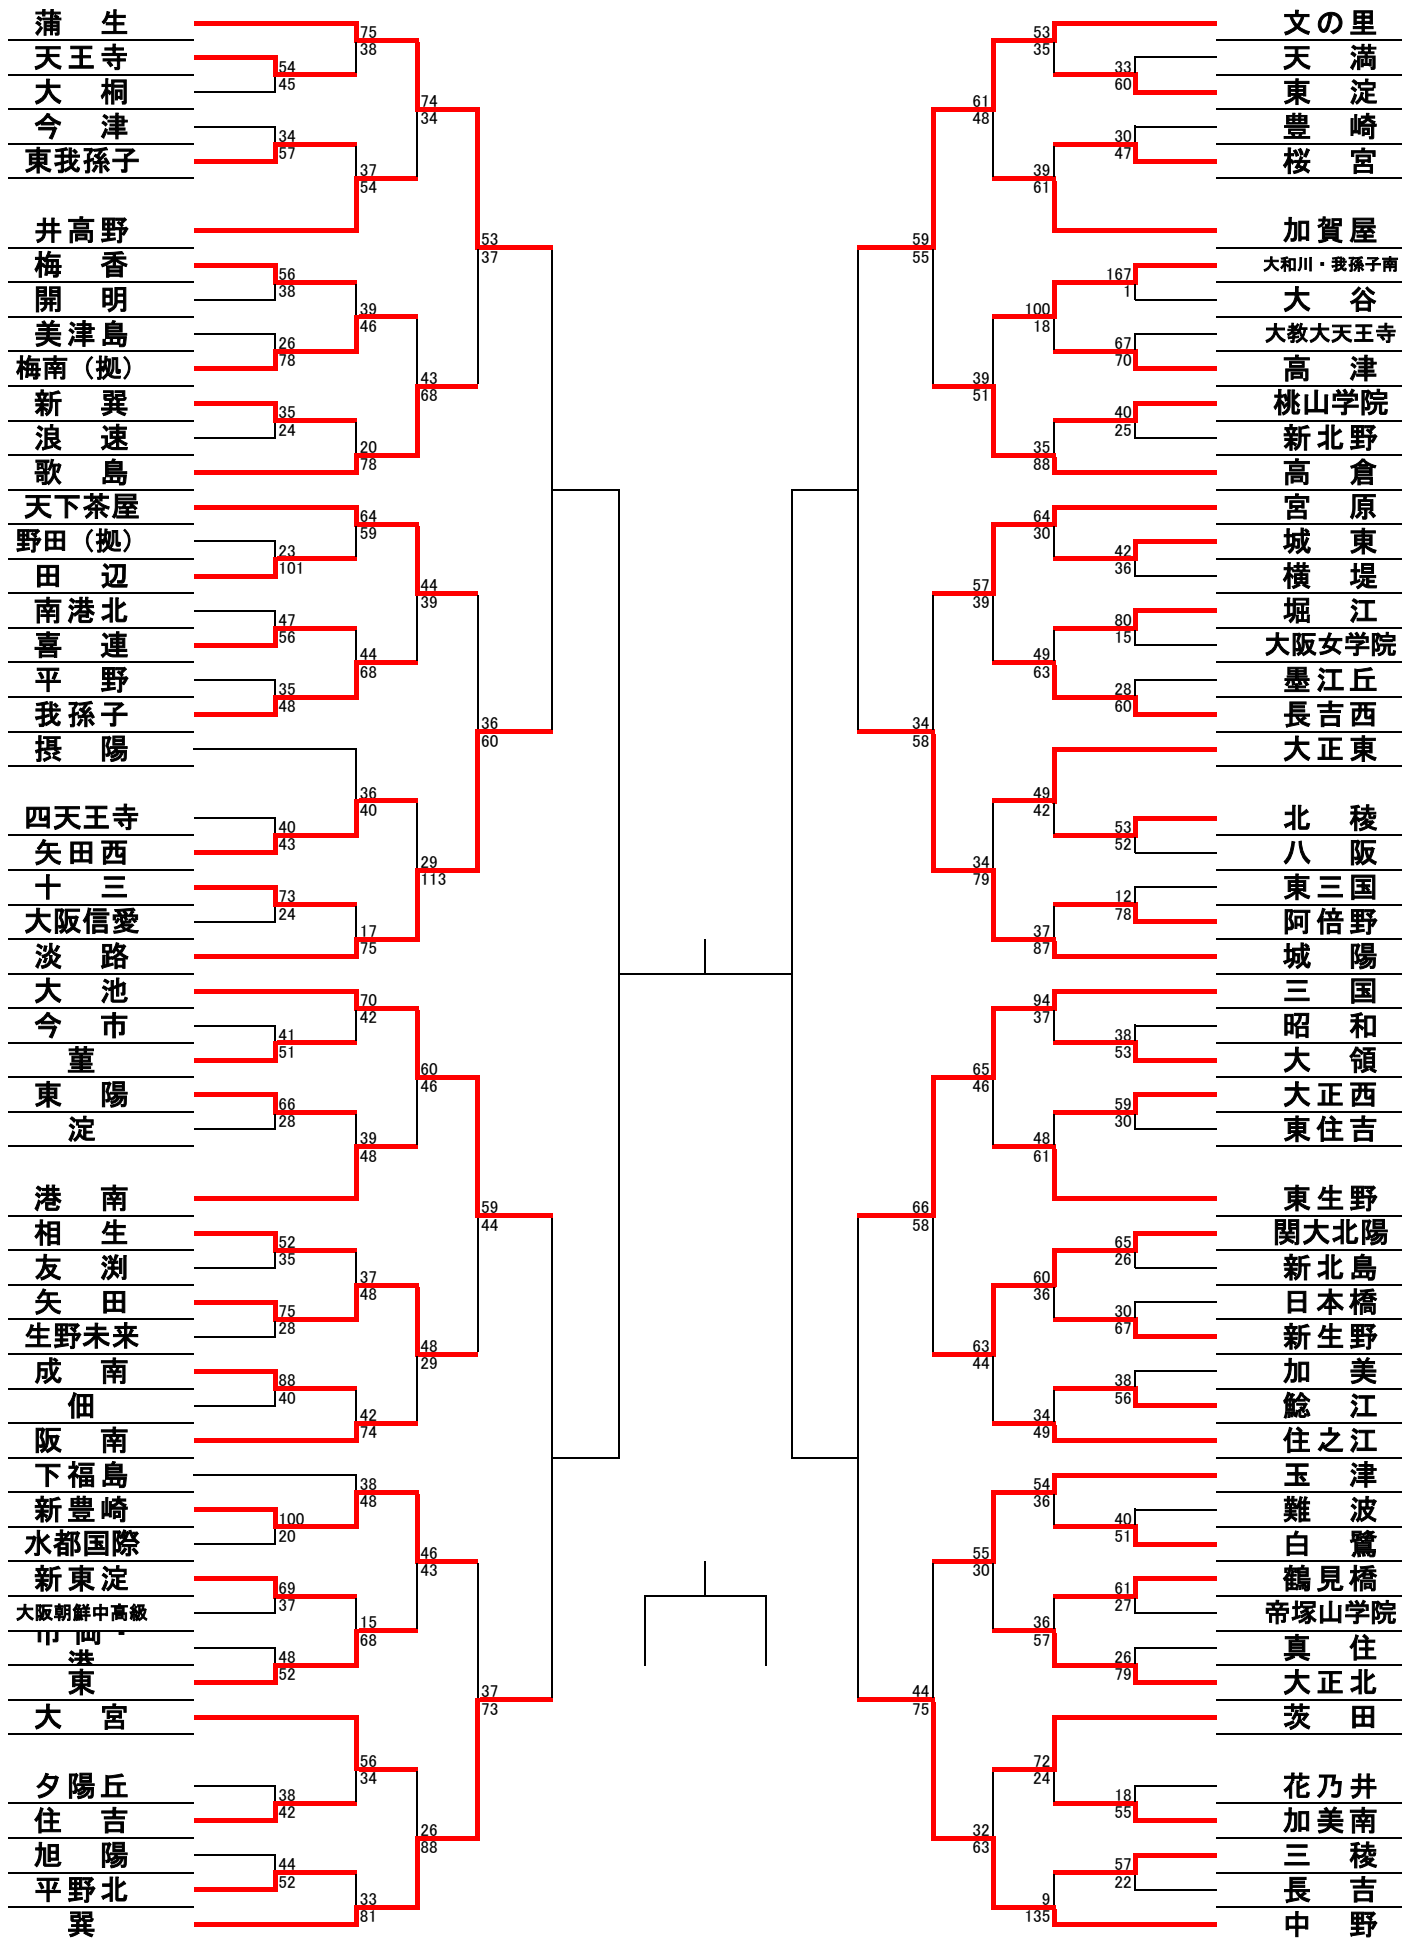 蒲生
天王寺
大桐
今津
東我孫子
井高野
梅香
開明
美津島
梅南（拠）
新巽
浪速
歌島
天下茶屋
野田（拠）
田辺
南港北
喜連
平野
我孫子
摂陽
四天王寺
矢田西
十三
大阪信愛
淡路
大池
今市
菫
東陽
淀
港南
相生
友渕
矢田
生野未来
成南
佃
阪南
下福島
新豊崎
水都国際
新東淀
大阪朝鮮中高級
市岡・
港
東
大宮
夕陽丘
住吉
旭陽
平野北
巽
54
45
34
57
56
38
26
78
35
24
23
101
47
56
35
48
40
43
73
24
41
51
66
28
52
35
75
28
88
40
100
20
69
37
48
52
38
42
44
52
75
38
37
54
39
46
20
78
64
59
44
68
36
40
17
75
70
42
39
48
37
48
42
74
38
48
15
68
56
34
33
81
74
34
43
68
44
39
29
113
60
46
48
29
46
43
26
88
53
37
36
60
59
44
37
73
59
55
34
58
66
58
44
75
61
48
39
51
57
39
34
79
65
46
63
44
55
30
32
63
53
35
39
61
100
18
35
88
64
30
49
63
49
42
37
87
94
37
48
61
60
36
34
49
54
36
36
57
72
24
9
135
33
60
30
47
167
1
67
70
40
25
42
36
80
15
28
60
53
52
12
78
38
53
59
30
65
26
30
67
38
56
40
51
61
27
26
79
18
55
57
22
文の里
天満
東淀
豊崎
桜宮
加賀屋
大和川・我孫子南
大谷
大教大天王寺
高津
桃山学院
新北野
高倉
宮原
城東
横堤
堀江
大阪女学院
墨江丘
長吉西
大正東
北稜
八阪
東三国
阿倍野
城陽
三国
昭和
大領
大正西
東住吉
東生野
関大北陽
新北島
日本橋
新生野
加美
鯰江
住之江
玉津
難波
白鷺
鶴見橋
帝塚山学院
真住
大正北
茨田
花乃井
加美南
三稜
長吉
中野